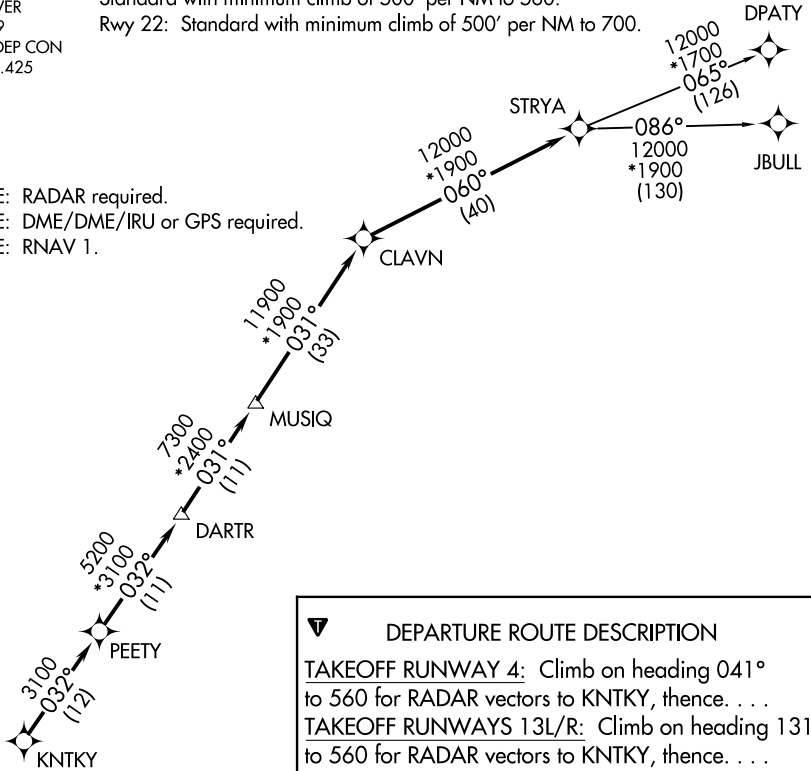 VER
9
Standard with minimum climb of 500' per NM to 560.
DEP CON
Rwy 22: Standard with minimum climb of 500' per NM to 700.
.425
DPATY
12000
*1700
065°
(126)
STRYA
086°
12000
*1900
(130)
JBULL
12000
*1900
060°
(40)
E: RADAR required.
E: DME/DME/IRU or GPS required.
E: RNAV 1.
CLAVN
11900
*1900
031°
(33)
MUSIQ
7300
*2400
031°
(11)
DARTR
5200
*3100
032°
(11)
PEETY
3100
032°
(12)
KNTKY
T
DEPARTURE ROUTE DESCRIPTION
TAKEOFF RUNWAY 4: Climb on heading 041°
to 560 for RADAR vectors to KNTKY, thence. . . .
TAKEOFF RUNWAYS 13L/R: Climb on heading 131
to 560 for RADAR vectors to KNTKY, thence. . . .